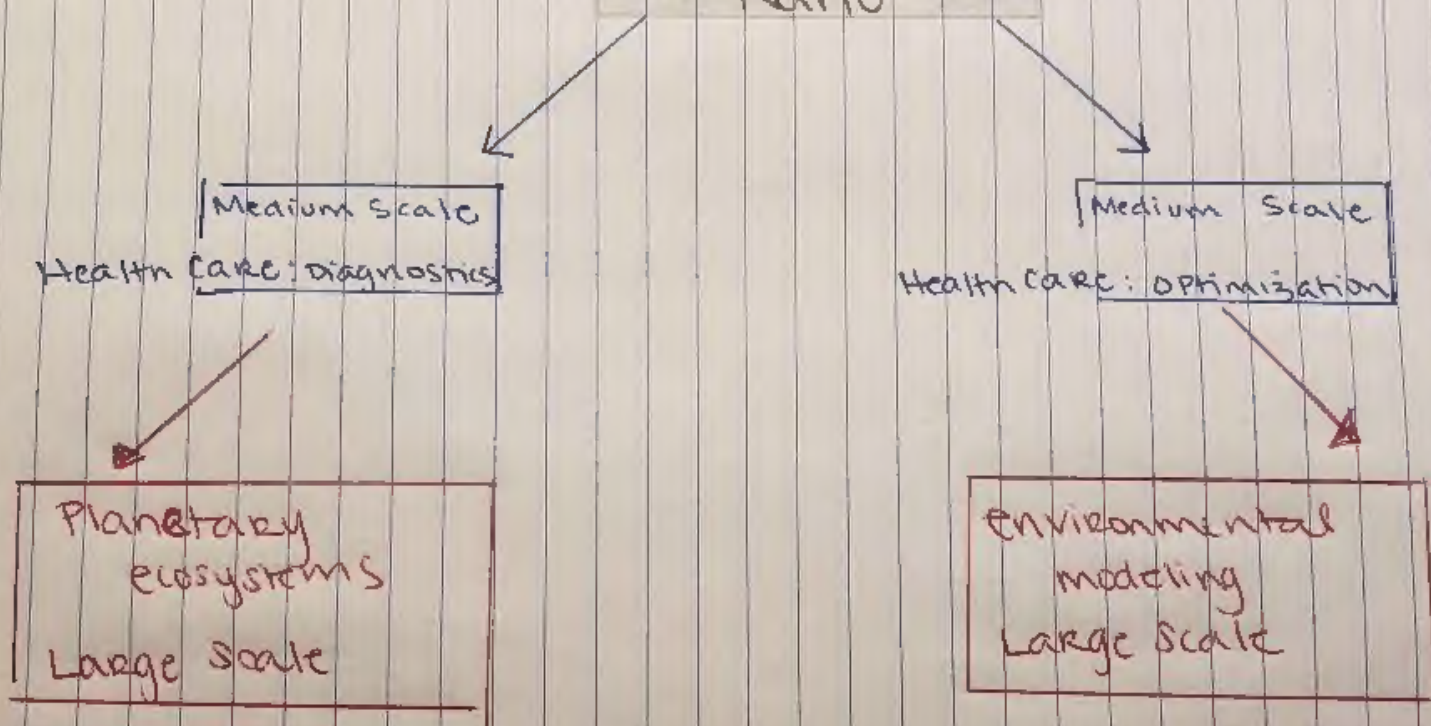 Medium Scale
Health Care: Diagnostics
Medium Scale
Health Care: Optimization
Planetary
ecosystems
Large Scale
environmental
modeling
Large Scale